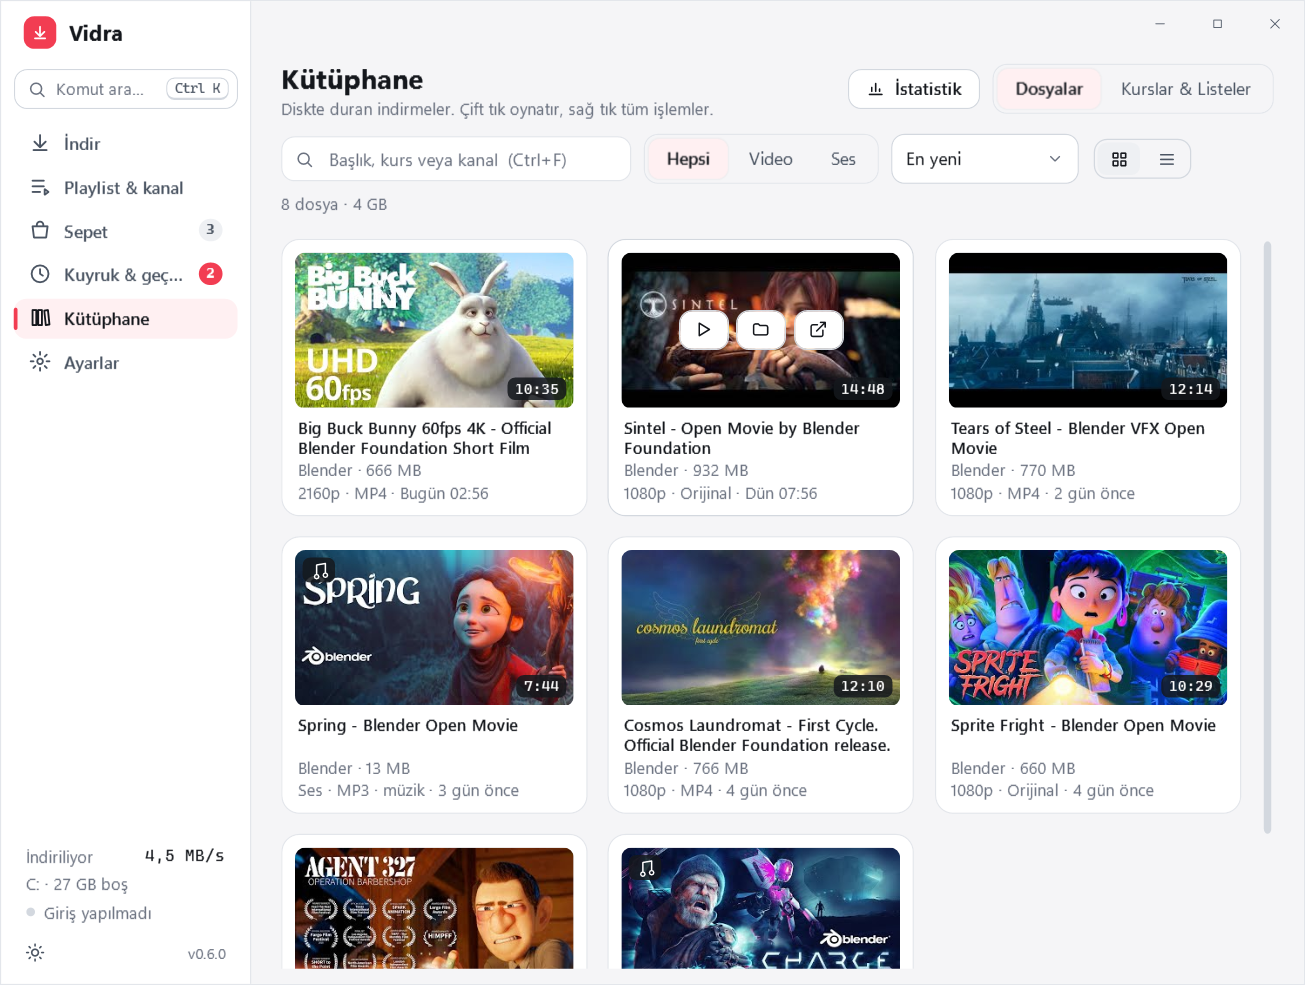 Vidra
Komut ara... Ctrl K
İndir
Playlist & kanal
Sepet 3
Kuyruk & geç... 2
Kütüphane
Ayarlar
İndiriliyor 4,5 MB/s
C: · 27 GB boş
Giriş yapılmadı
v0.6.0
Kütüphane
Diskte duran indirmeler. Çift tık oynatır, sağ tık tüm işlemler.
İstatistik
Dosyalar
Kurslar & Listeler
Başlık, kurs veya kanal (Ctrl+F)
Hepsi
Video
Ses
En yeni
8 dosya · 4 GB
Big Buck
BUNNY
UHD
60fps
10:35
Big Buck Bunny 60fps 4K - Official
Blender Foundation Short Film
Blender · 666 MB
2160p · MP4 · Bugün 02:56
SINTEL
14:48
Sintel - Open Movie by Blender
Foundation
Blender · 932 MB
1080p · Orijinal · Dün 07:56
TEARS OF STEEL
12:14
Tears of Steel - Blender VFX Open
Movie
Blender · 770 MB
1080p · MP4 · 2 gün önce
SPRING
blender
7:44
Spring - Blender Open Movie
Blender · 13 MB
Ses · MP3 · müzik · 3 gün önce
cosmos laundromat
first cycle
12:10
Cosmos Laundromat - First Cycle.
Official Blender Foundation release.
Blender · 766 MB
1080p · MP4 · 4 gün önce
SPRITE
FRIGHT
10:29
Sprite Fright - Blender Open Movie
Blender · 660 MB
1080p · Orijinal · 4 gün önce
AGENT 327
OPERATION BARBERSHOP
blender
CHARGE